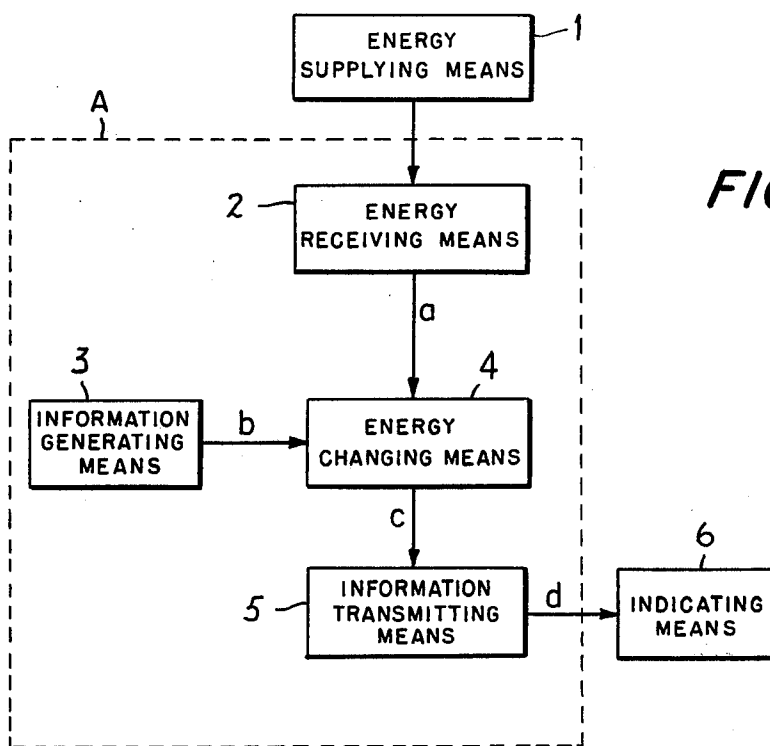 ENERGY
SUPPLYING MEANS
1
A
2
ENERGY
RECEIVING MEANS
FIG
a
3
4
INFORMATION
GENERATING
MEANS
b
ENERGY
CHANGING MEANS
c
6
5
INFORMATION
TRANSMITTING
MEANS
d
INDICATING
MEANS